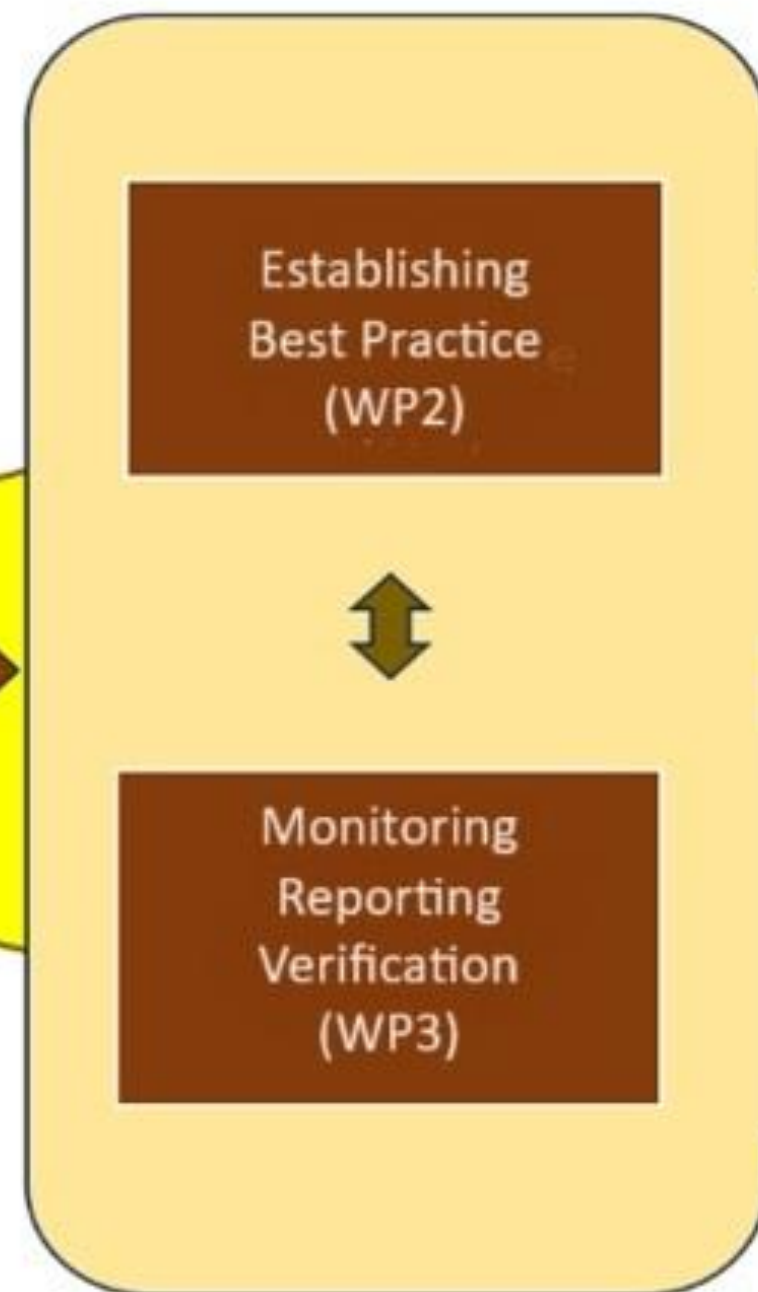 Establishing
Best Practice
(WP2)
Monitoring
Reporting
Verification
(WP3)